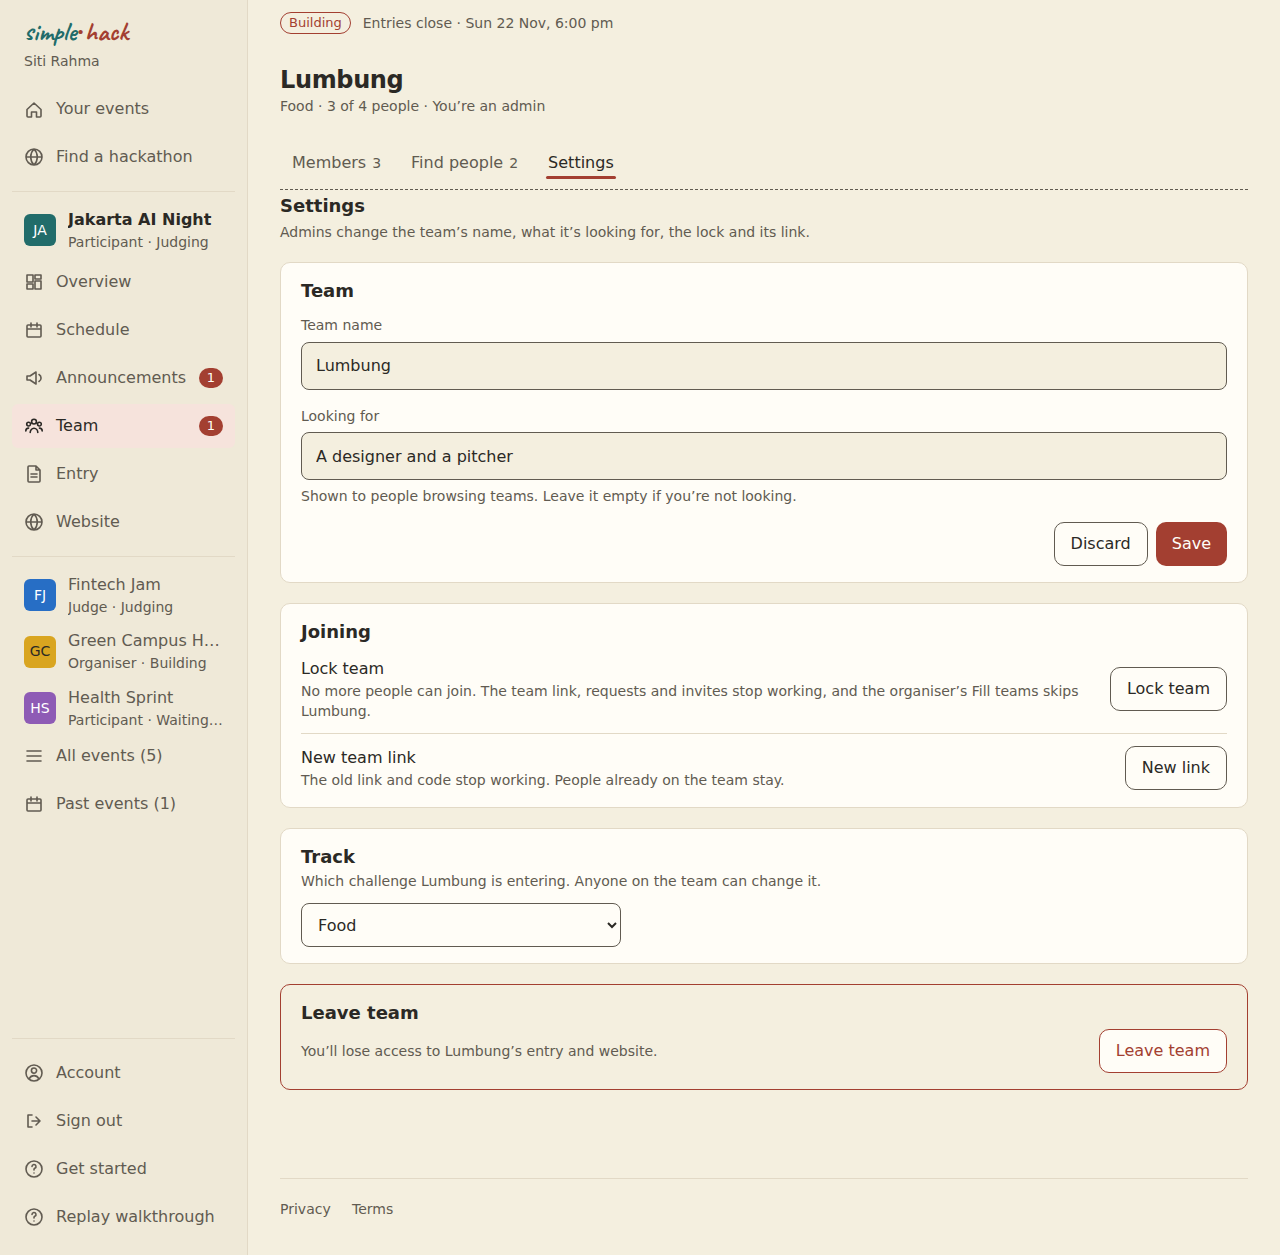 simple·hack
Siti Rahma
Your events
Find a hackathon
JA
Jakarta AI Night
Participant · Judging
Overview
Schedule
Announcements 1
Team 1
Entry
Website
FJ
Fintech Jam
Judge · Judging
GC
Green Campus H…
Organiser · Building
HS
Health Sprint
Participant · Waiting…
All events (5)
Past events (1)
Account
Sign out
Get started
Replay walkthrough
Building Entries close · Sun 22 Nov, 6:00 pm
Lumbung
Food · 3 of 4 people · You’re an admin
Members 3 Find people 2 Settings
Settings
Admins change the team’s name, what it’s looking for, the lock and its link.
Team
Team name
Lumbung
Looking for
A designer and a pitcher
Shown to people browsing teams. Leave it empty if you’re not looking.
Discard Save
Joining
Lock team
No more people can join. The team link, requests and invites stop working, and the organiser’s Fill teams skips
Lumbung.
Lock team
New team link
The old link and code stop working. People already on the team stay.
New link
Track
Which challenge Lumbung is entering. Anyone on the team can change it.
Food
Leave team
You’ll lose access to Lumbung’s entry and website.
Leave team
Privacy Terms